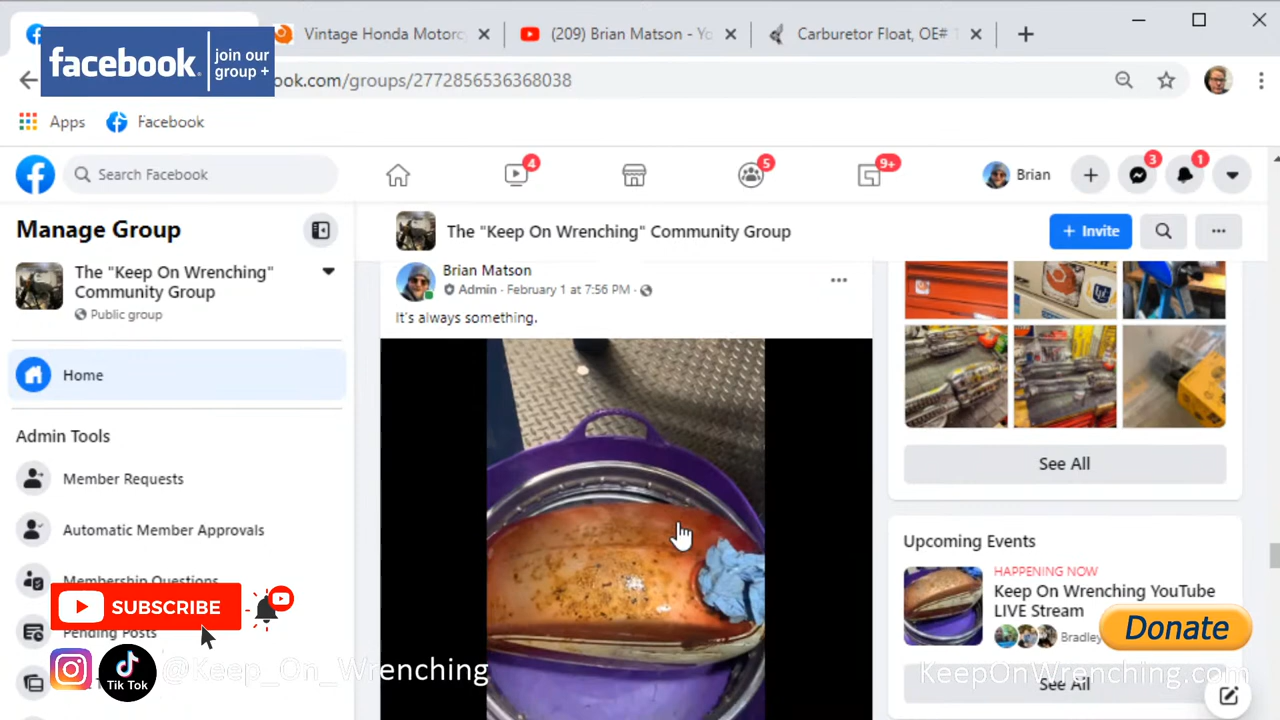 facebook.
join our
group +
Vintage Honda Motorc
(209) Brian Matson - Yo
Carburetor Float, OE#
ok.com/groups/2772856536368038
Apps
Facebook
Search Facebook
4
5
9+
Brian
3
1
Manage Group
The "Keep On Wrenching" Community Group
+ Invite
The "Keep On Wrenching"
Community Group
Public group
Home
Admin Tools
Member Requests
Automatic Member Approvals
Membership Questions
Pending Posts
Brian Matson
Admin · February 1 at 7:56 PM ·
It's always something.
See All
Upcoming Events
HAPPENING NOW
Keep On Wrenching YouTube
LIVE Stream
Bradley
Donate
See All
SUBSCRIBE
Tik Tok
@Keep_On_Wrenching
KeepOnWrenching.com